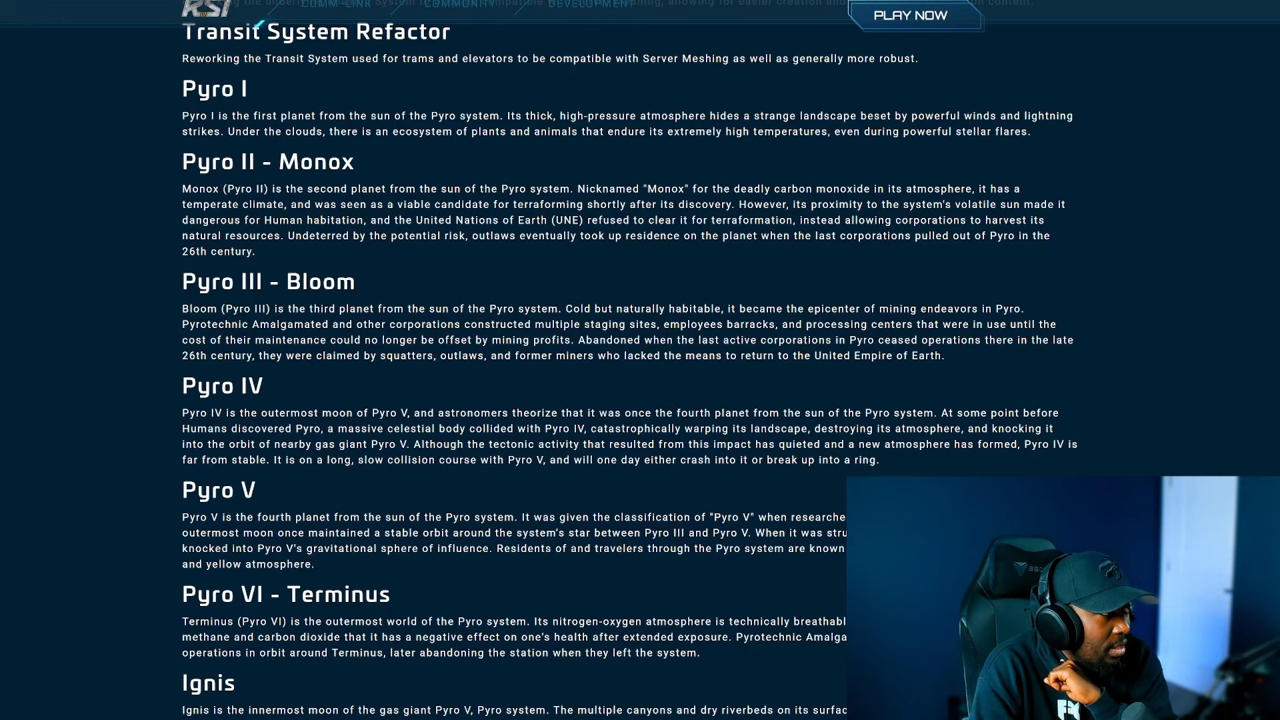 RSI
COMM-LINK COMMUNITY DEVELOPMENT
PLAY NOW
Transit System Refactor
Reworking the Transit System used for trams and elevators to be compatible with Server Meshing as well as generally more robust.
Pyro I
Pyro I is the first planet from the sun of the Pyro system. Its thick, high-pressure atmosphere hides a strange landscape beset by powerful winds and lightning
strikes. Under the clouds, there is an ecosystem of plants and animals that endure its extremely high temperatures, even during powerful stellar flares.
Pyro II - Monox
Monox (Pyro II) is the second planet from the sun of the Pyro system. Nicknamed "Monox" for the deadly carbon monoxide in its atmosphere, it has a
temperate climate, and was seen as a viable candidate for terraforming shortly after its discovery. However, its proximity to the system's volatile sun made it
dangerous for Human habitation, and the United Nations of Earth (UNE) refused to clear it for terraformation, instead allowing corporations to harvest its
natural resources. Undeterred by the potential risk, outlaws eventually took up residence on the planet when the last corporations pulled out of Pyro in the
26th century.
Pyro III - Bloom
Bloom (Pyro III) is the third planet from the sun of the Pyro system. Cold but naturally habitable, it became the epicenter of mining endeavors in Pyro.
Pyrotechnic Amalgamated and other corporations constructed multiple staging sites, employees barracks, and processing centers that were in use until the
cost of their maintenance could no longer be offset by mining profits. Abandoned when the last active corporations in Pyro ceased operations there in the late
26th century, they were claimed by squatters, outlaws, and former miners who lacked the means to return to the United Empire of Earth.
Pyro IV
Pyro IV is the outermost moon of Pyro V, and astronomers theorize that it was once the fourth planet from the sun of the Pyro system. At some point before
Humans discovered Pyro, a massive celestial body collided with Pyro IV, catastrophically warping its landscape, destroying its atmosphere, and knocking it
into the orbit of nearby gas giant Pyro V. Although the tectonic activity that resulted from this impact has quieted and a new atmosphere has formed, Pyro IV is
far from stable. It is on a long, slow collision course with Pyro V, and will one day either crash into it or break up into a ring.
Pyro V
Pyro V is the fourth planet from the sun of the Pyro system. It was given the classification of "Pyro V" when researche
outermost moon once maintained a stable orbit around the system's star between Pyro III and Pyro V. When it was stru
knocked into Pyro V's gravitational sphere of influence. Residents of and travelers through the Pyro system are known
and yellow atmosphere.
Pyro VI - Terminus
Terminus (Pyro VI) is the outermost world of the Pyro system. Its nitrogen-oxygen atmosphere is technically breathabl
methane and carbon dioxide that it has a negative effect on one's health after extended exposure. Pyrotechnic Amalga
operations in orbit around Terminus, later abandoning the station when they left the system.
Ignis
Ignis is the innermost moon of the gas giant Pyro V, Pyro system. The multiple canyons and dry riverbeds on its surfac